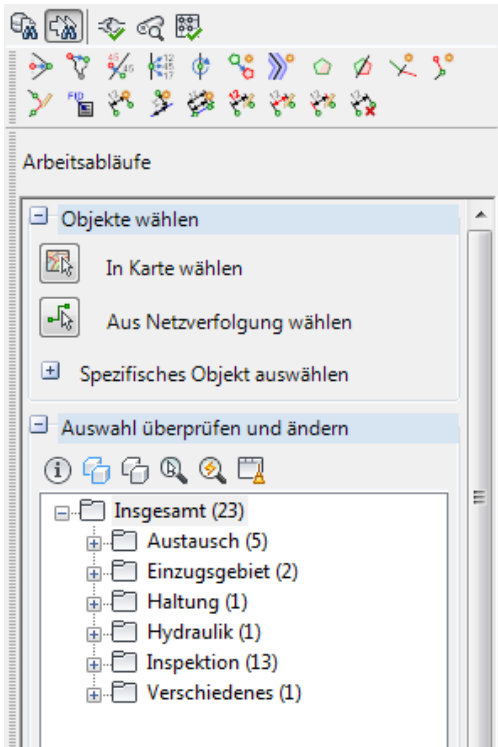 Arbeitsabläufe
Objekte wählen
In Karte wählen
Aus Netzverfolgung wählen
Spezifisches Objekt auswählen
Auswahl überprüfen und ändern
Insgesamt (23)
Austausch (5)
Einzugsgebiet (2)
Haltung (1)
Hydraulik (1)
Inspektion (13)
Verschiedenes (1)